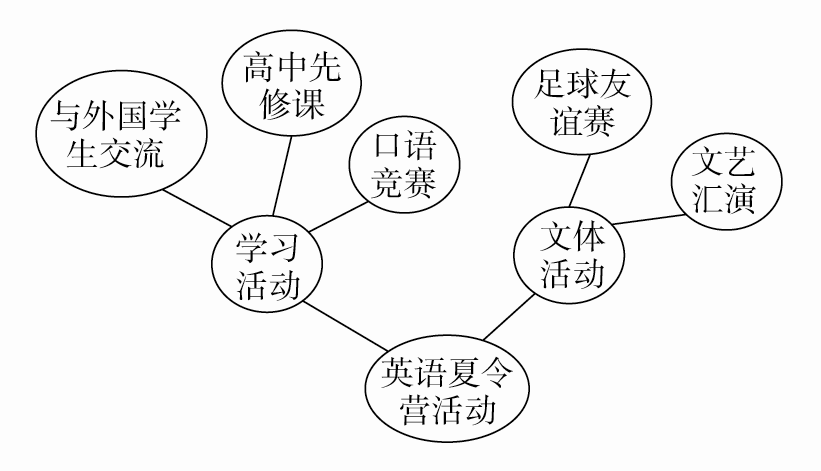 与外国学
生交流
高中先
修课
口语
竞赛
足球友
谊赛
文艺
汇演
学习
活动
文体
活动
英语夏令
营活动